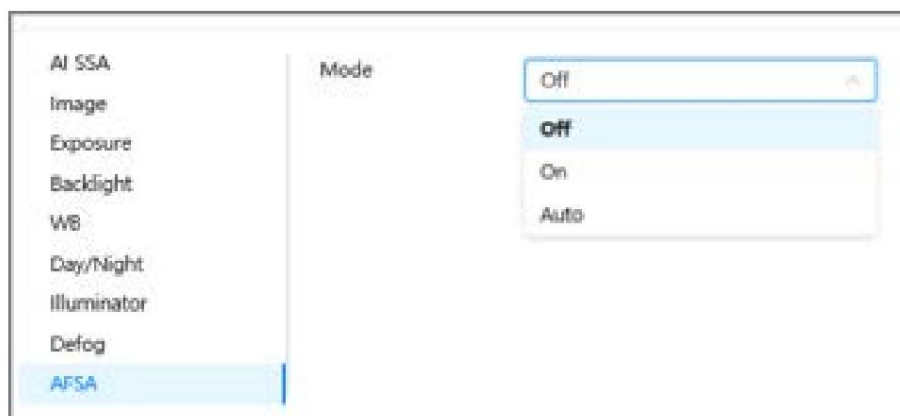 AI SSA
Image
Exposure
Backlight
WB
Day/Night
Illuminator
Defog
AFSA
Mode
Off
Off
On
Auto